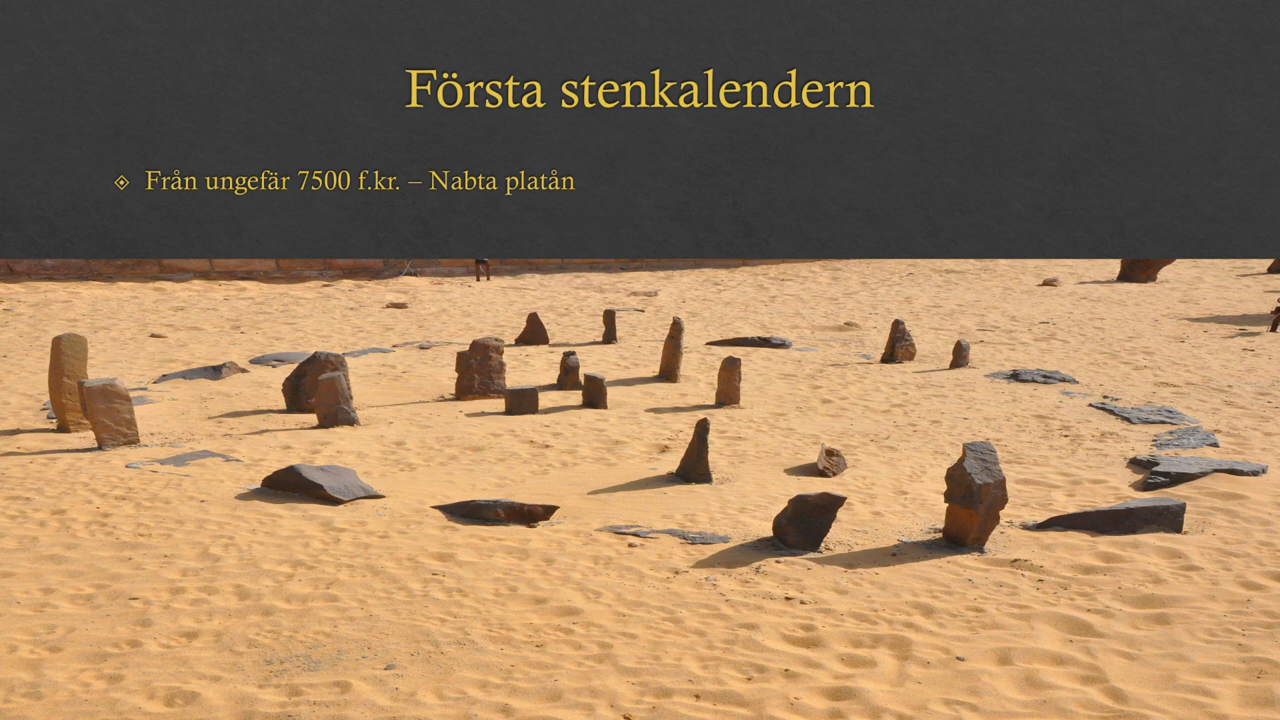 Första stenkalendern
Från ungefär 7500 f.kr. – Nabta platån